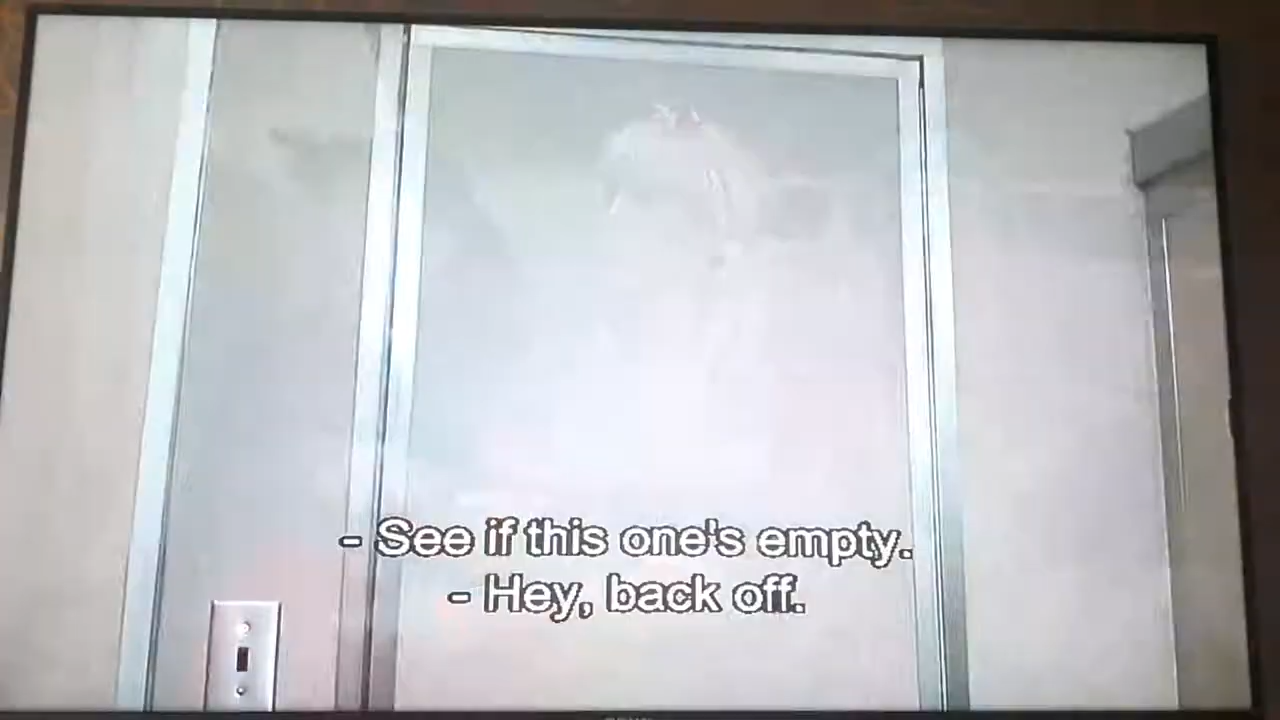 - See if this one's empty.
- Hey, back off.